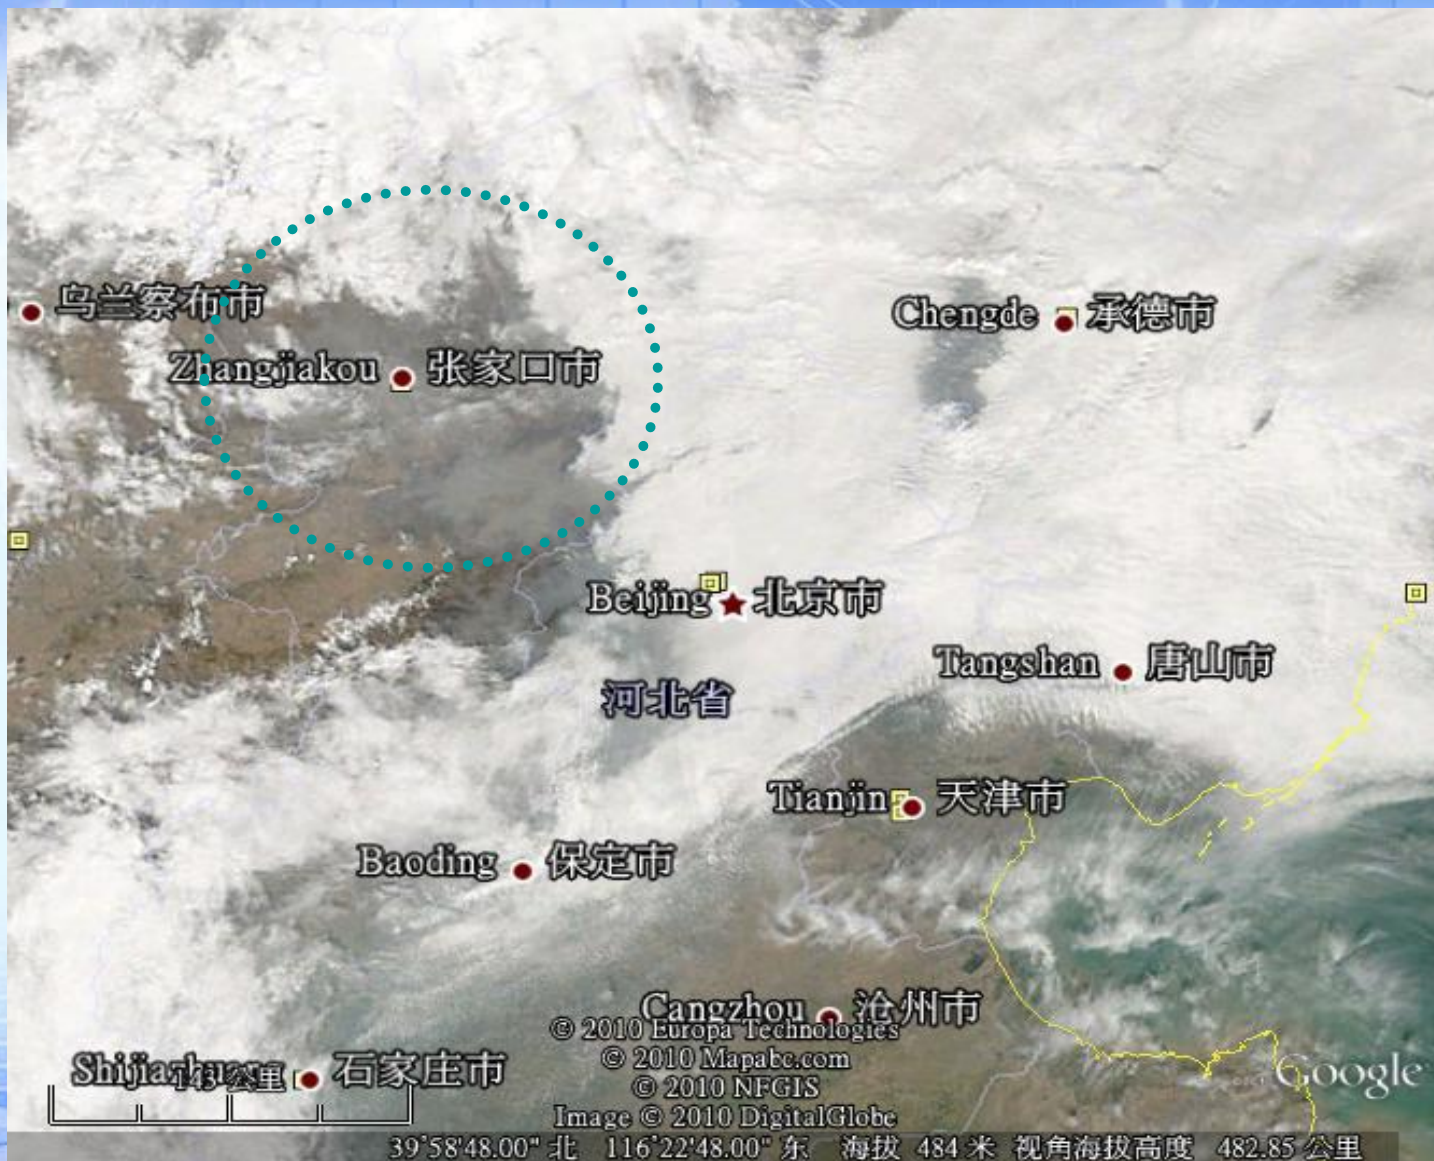 乌兰察布市
Chengde 承德市
Zhangjiakou 张家口市
Beijing 北京市
Tangshan 唐山市
河北省
Tianjin 天津市
Baoding 保定市
Cangzhou 沧州市
© 2010 Europa Technologies
© 2010 Mapabc.com
Shijiazhuang 石家庄市
143 公里
© 2010 NFGIS
Google
Image © 2010 DigitalGlobe
39°58'48.00" 北 116°22'48.00" 东 海拔 484 米 视角海拔高度 482.85 公里